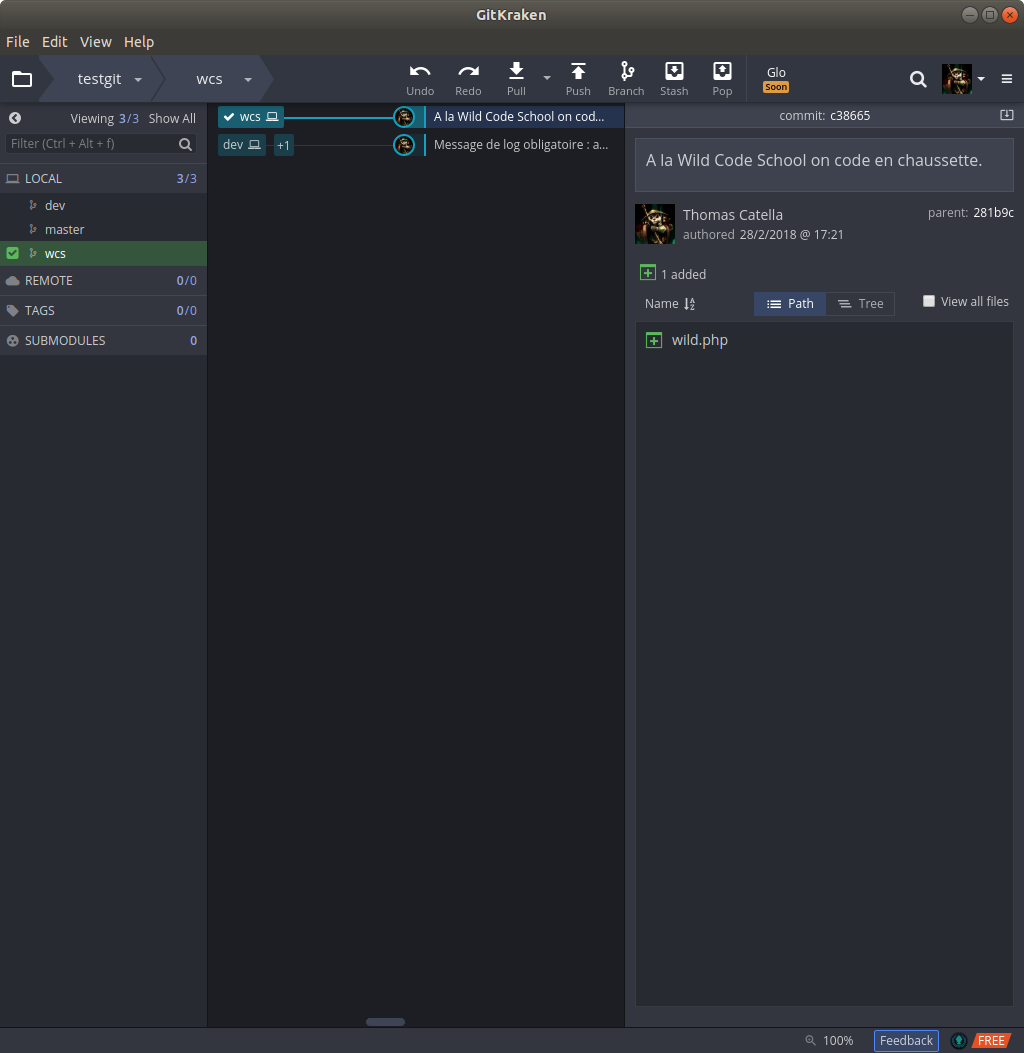 GitKraken
File Edit View Help
testgit wcs Undo Redo Pull Push Branch Stash Pop Glo Soon
Viewing 3/3 Show All
Filter (Ctrl + Alt + f)
LOCAL 3/3
dev
master
wcs
REMOTE 0/0
TAGS 0/0
SUBMODULES 0
wcs A la Wild Code School on cod...
dev +1 Message de log obligatoire : a...
commit: c38665
A la Wild Code School on code en chaussette.
Thomas Catella parent: 281b9c
authored 28/2/2018 @ 17:21
1 added
Name Path Tree View all files
wild.php
100% Feedback FREE